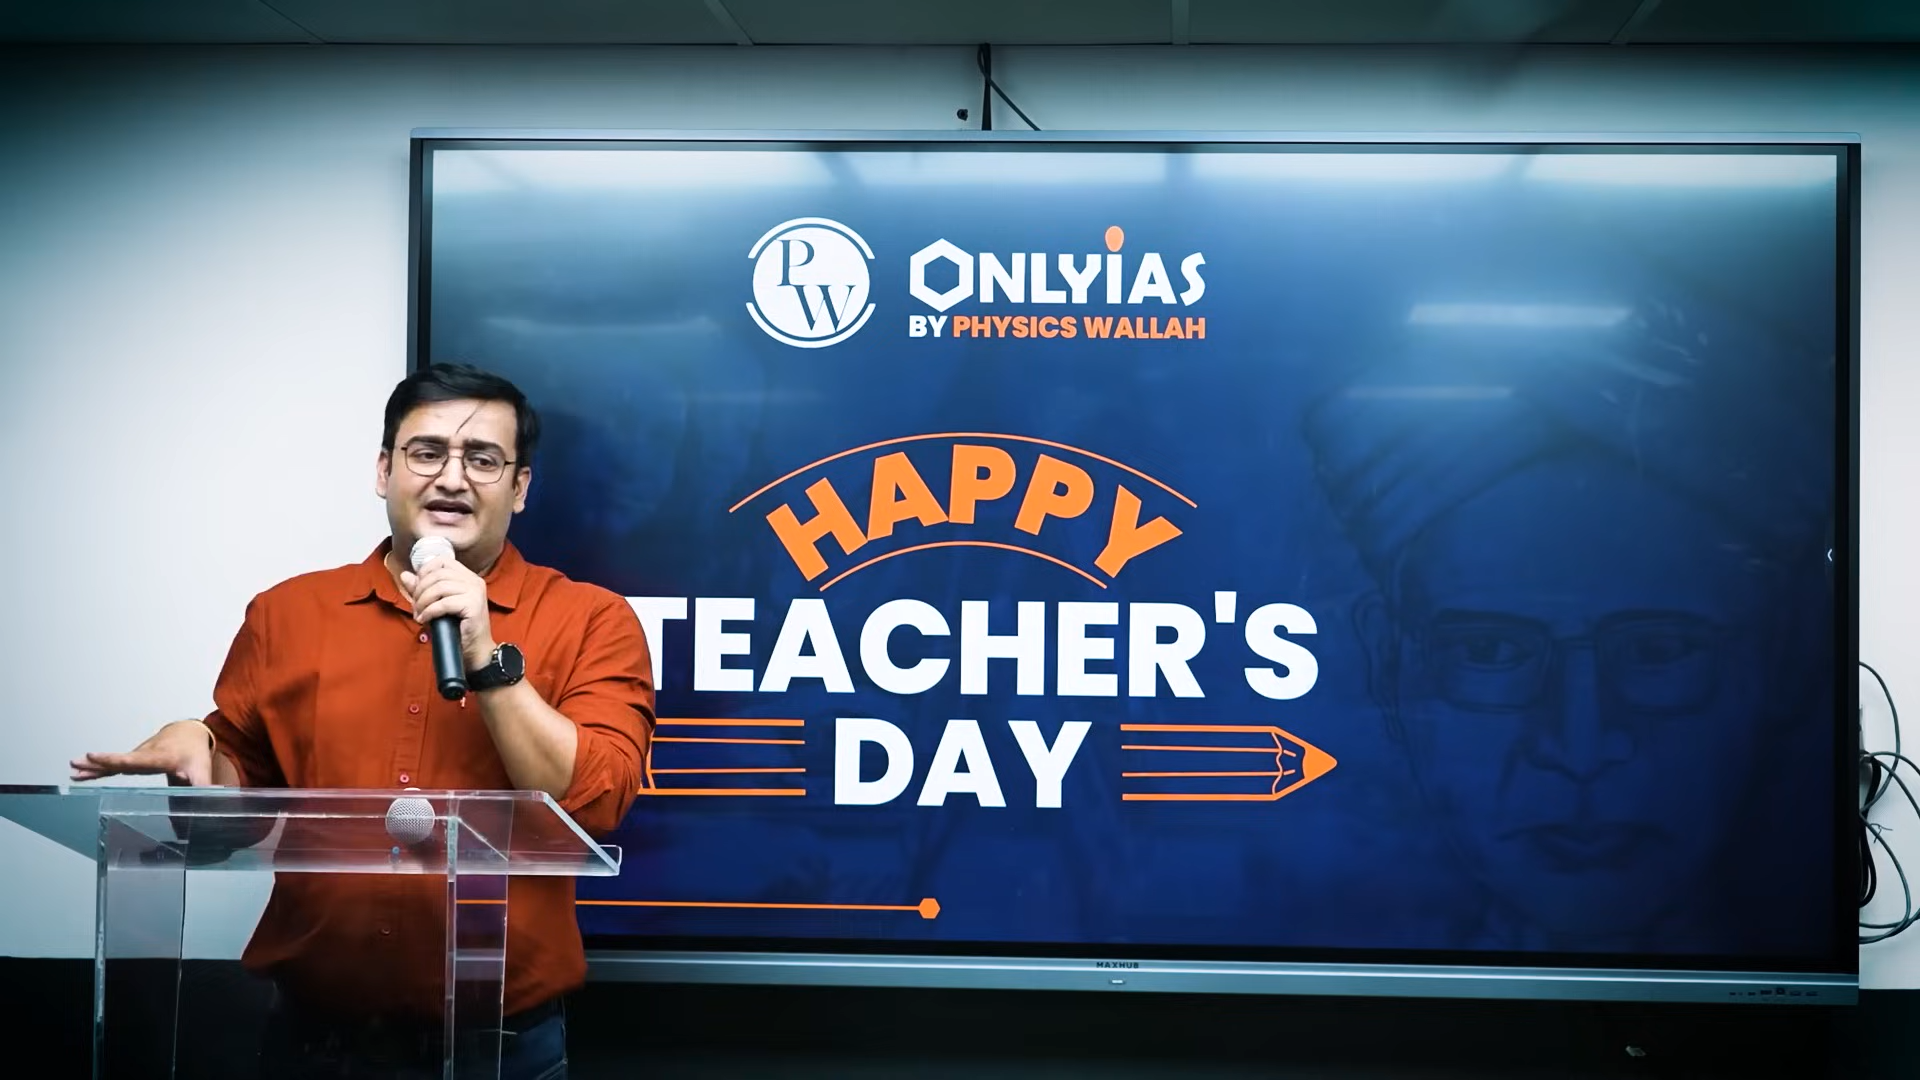 PW
ONLYiAS
BY PHYSICS WALLAH
HAPPY
TEACHER'S
DAY
MAXHUB